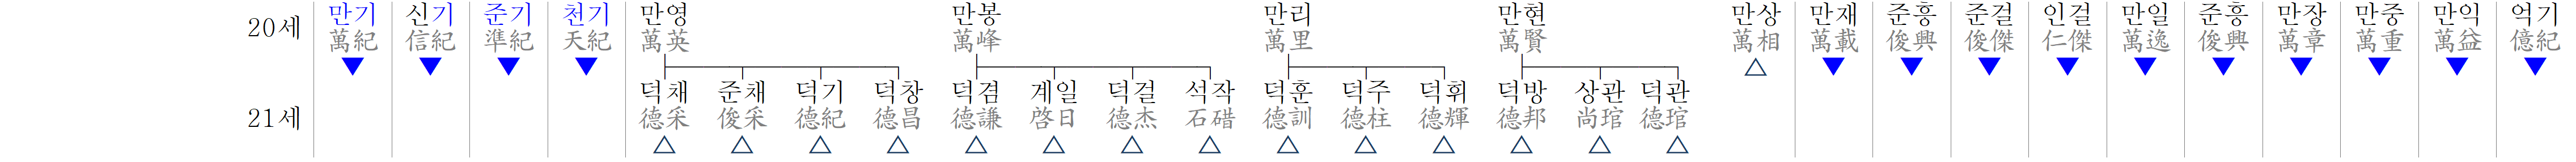 20세 만기 신기 준기 천기 만영 만봉 만리 만현 만상 만재 준흥 준걸 인걸 만일 준흥 만장 만중 만익 억기
萬紀 信紀 準紀 天紀 萬英 萬峰 萬里 萬賢 萬相 萬載 俊興 俊傑 仁傑 萬逸 俊興 萬章 萬重 萬益 億紀
21세 덕채 준채 덕기 덕창 덕겸 계일 덕걸 석작 덕훈 덕주 덕휘 덕방 상관 덕관
德采 俊采 德紀 德昌 德謙 啓日 德杰 石碏 德訓 德柱 德輝 德邦 尚琯 德琯